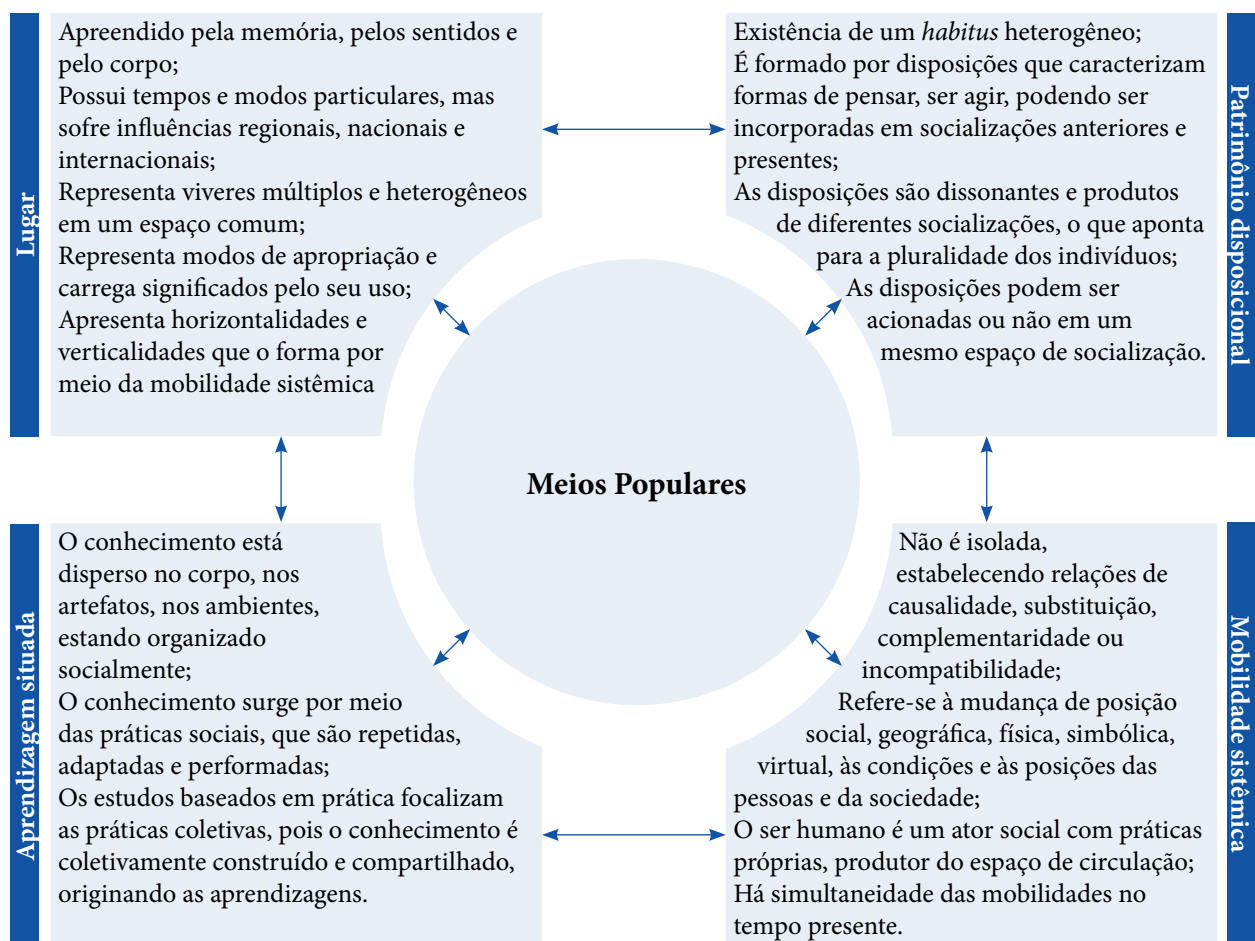 Lugar
Apreendido pela memória, pelos sentidos e
pelo corpo;
Possui tempos e modos particulares, mas
sofre influências regionais, nacionais e
internacionais;
Representa viveres múltiplos e heterogêneos
em um espaço comum;
Representa modos de apropriação e
carrega significados pelo seu uso;
Apresenta horizontalidades e
verticalidades que o forma por
meio da mobilidade sistêmica
Patrimônio disposicional
Existência de um habitus heterogêneo;
É formado por disposições que caracterizam
formas de pensar, ser agir, podendo ser
incorporadas em socializações anteriores e
presentes;
As disposições são dissonantes e produtos
de diferentes socializações, o que aponta
para a pluralidade dos indivíduos;
As disposições podem ser
acionadas ou não em um
mesmo espaço de socialização.
Meios Populares
Aprendizagem situada
O conhecimento está
disperso no corpo, nos
artefatos, nos ambientes,
estando organizado
socialmente;
O conhecimento surge por meio
das práticas sociais, que são repetidas,
adaptadas e performadas;
Os estudos baseados em prática focalizam
as práticas coletivas, pois o conhecimento é
coletivamente construído e compartilhado,
originando as aprendizagens.
Mobilidade sistêmica
Não é isolada,
estabelecendo relações de
causalidade, substituição,
complementaridade ou
incompatibilidade;
Refere-se à mudança de posição
social, geográfica, física, simbólica,
virtual, às condições e às posições das
pessoas e da sociedade;
O ser humano é um ator social com práticas
próprias, produtor do espaço de circulação;
Há simultaneidade das mobilidades no
tempo presente.